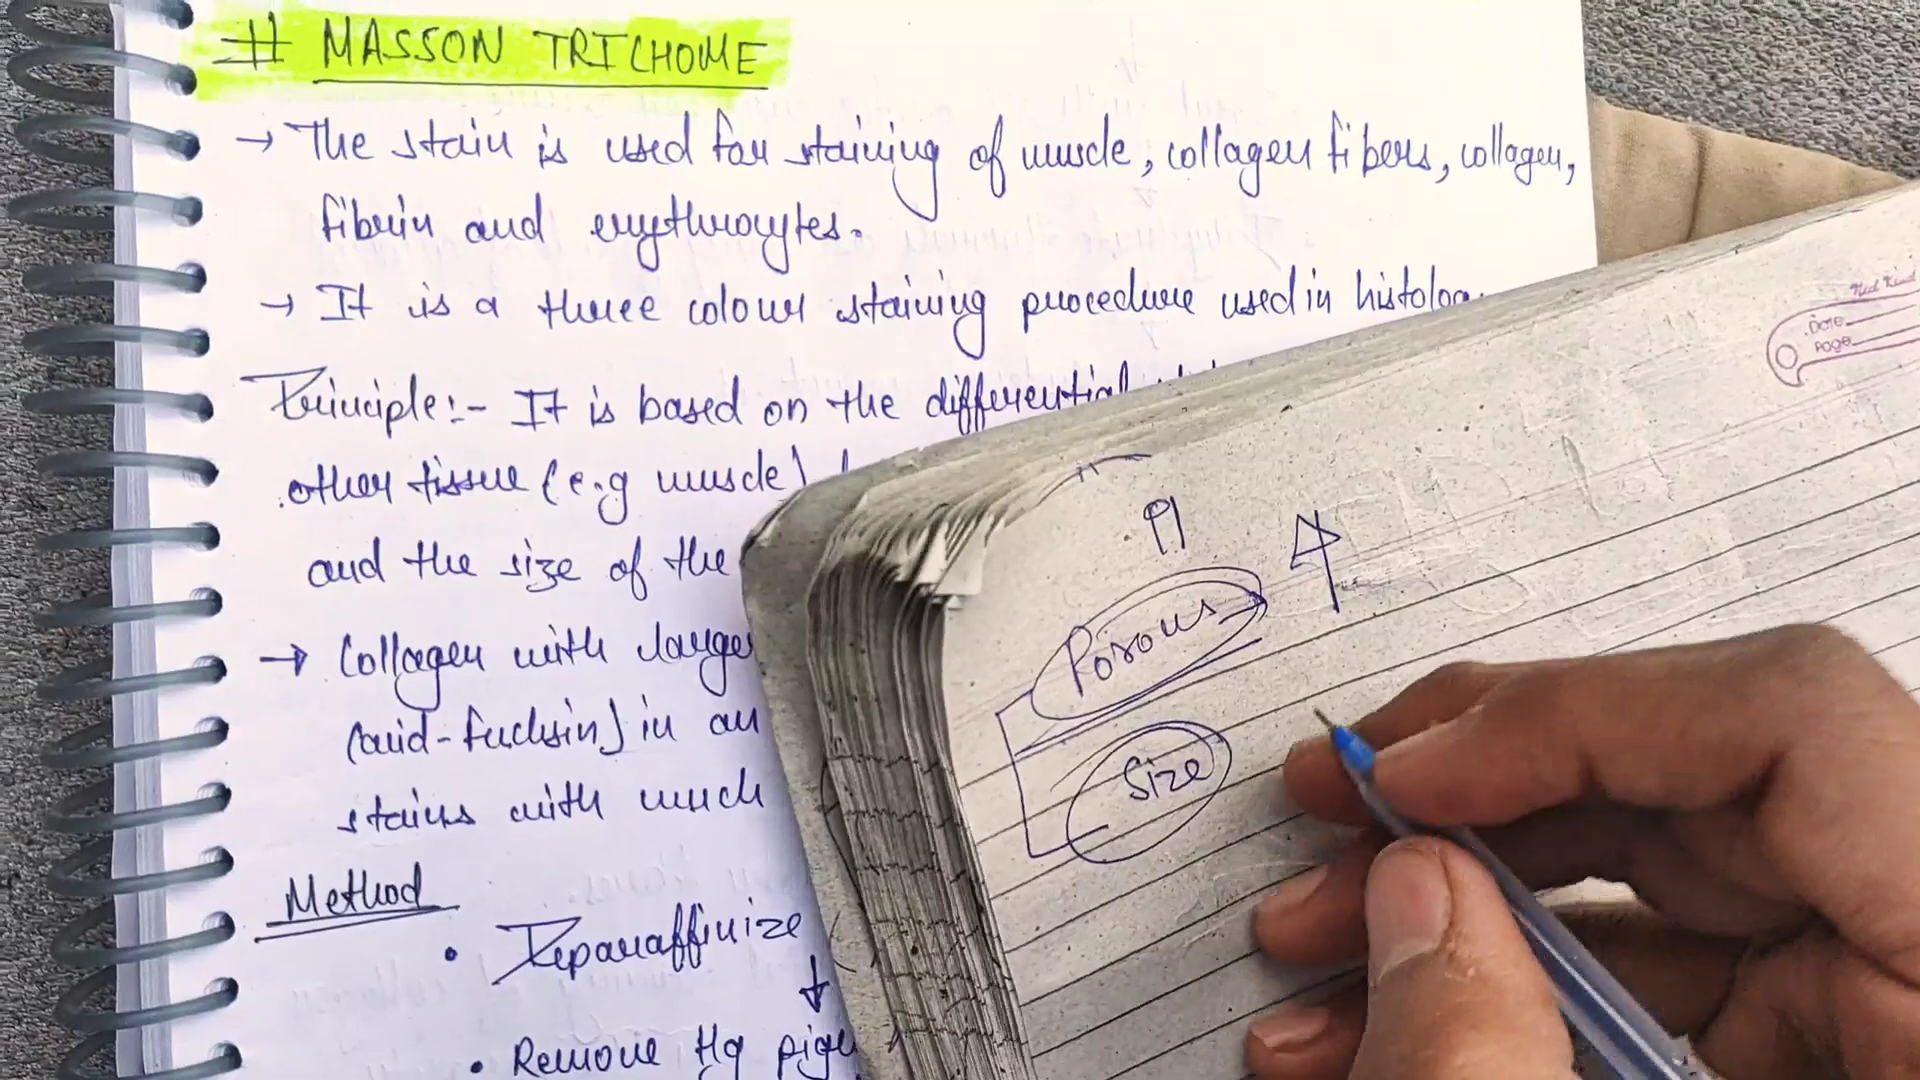 # MASSON TRICHOME
→ The stain is used for staining of muscle, collagen fibers, collagen,
fibrin and erythrocytes.
→ It is a three colour staining procedure used in
Principle:- It is based on the differential
other tissue (e.g muscle)
and the size of the
→ Collagen with larger
(acid-fuchsin) in an
stains with much
Method
• Deparaffinize
↓
• Remove Hg
Porous ↑
Size
Date
Page